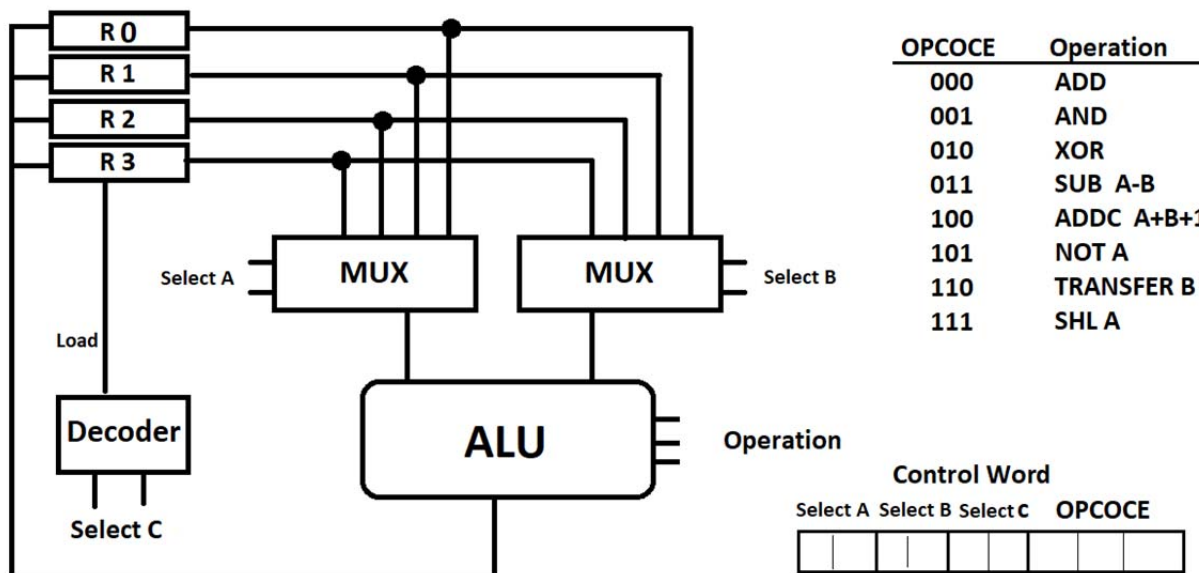 R 0
R 1
R 2
R 3
OPCOCE Operation
000 ADD
001 AND
010 XOR
011 SUB A-B
100 ADDC A+B+1
101 NOT A
110 TRANSFER B
111 SHL A
Select A
MUX
MUX
Select B
Load
Decoder
Select C
ALU
Operation
Control Word
Select A Select B Select c OPCOCE